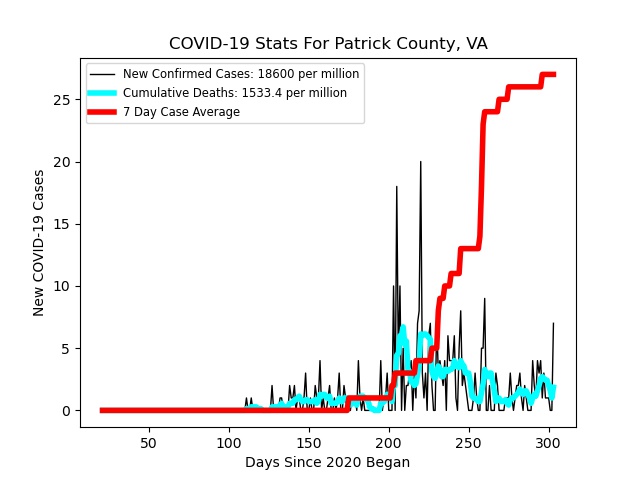 COVID-19 Stats For Patrick County, VA
New Confirmed Cases: 18600 per million
Cumulative Deaths: 1533.4 per million
7 Day Case Average
New COVID-19 Cases
25
20
15
10
5
0
50 100 150 200 250 300
Days Since 2020 Began